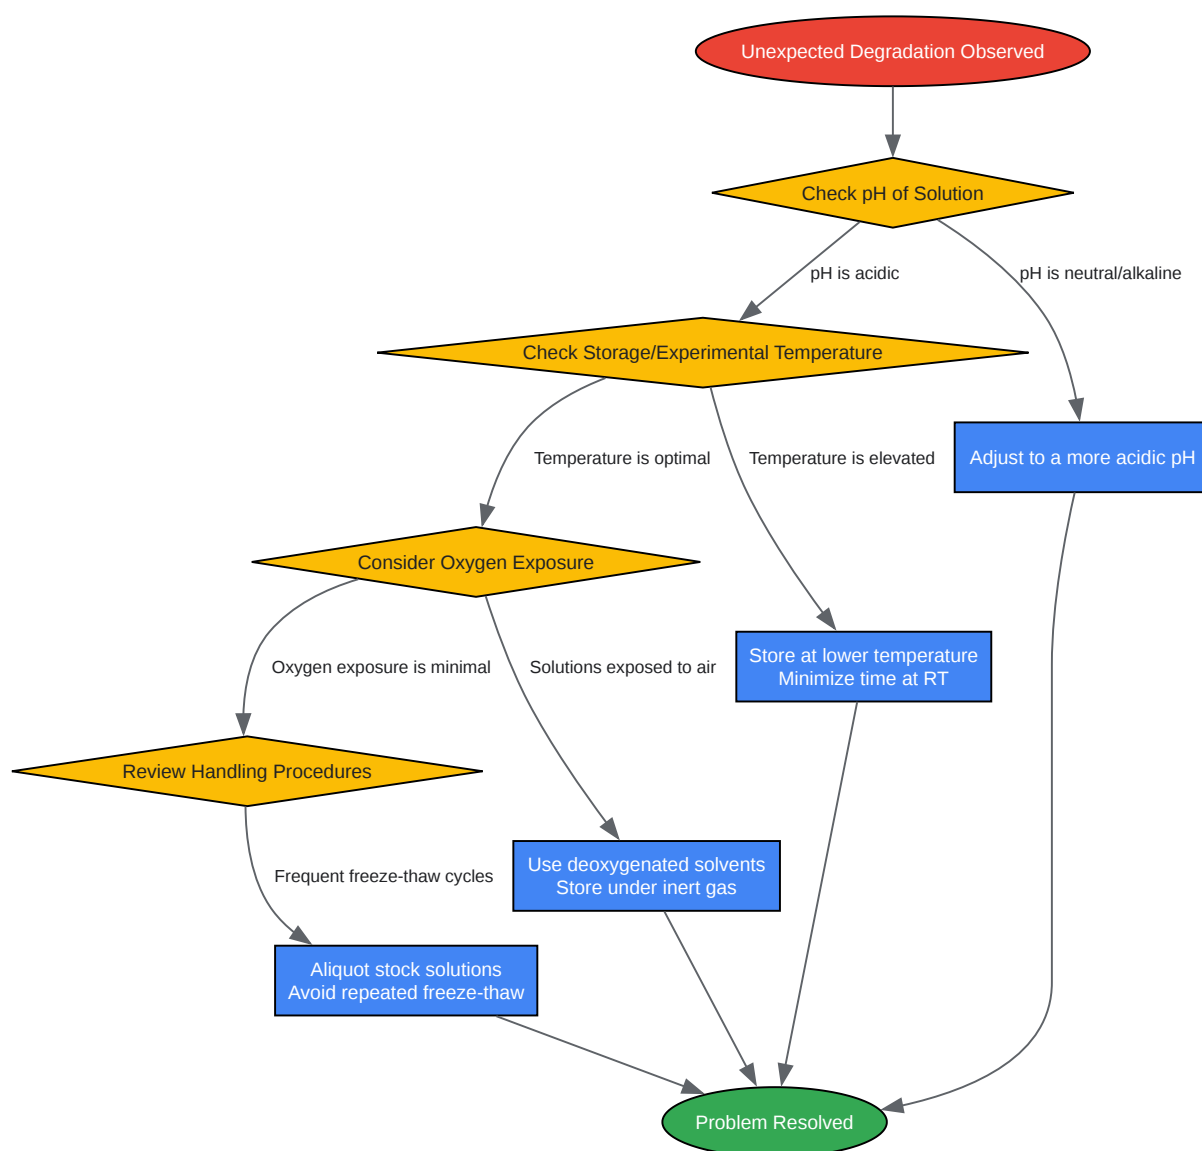 Unexpected Degradation Observed
Check pH of Solution
pH is acidic
pH is neutral/alkaline
Check Storage/Experimental Temperature
Temperature is optimal
Temperature is elevated
Adjust to a more acidic pH
Consider Oxygen Exposure
Oxygen exposure is minimal
Solutions exposed to air
Store at lower temperature
Minimize time at RT
Review Handling Procedures
Frequent freeze-thaw cycles
Use deoxygenated solvents
Store under inert gas
Aliquot stock solutions
Avoid repeated freeze-thaw
Problem Resolved